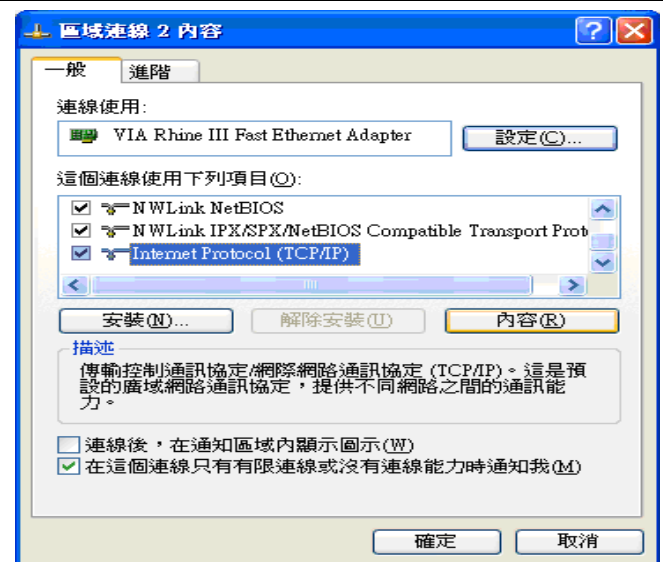 區域連線 2 內容
一般
進階
連線使用:
VIA Rhine III Fast Ethernet Adapter
設定(C)...
這個連線使用下列項目(O):
NWLink NetBIOS
NWLink IPX/SPX/NetBIOS Compatible Transport Prot
Internet Protocol (TCP/IP)
安裝(N)...
解除安裝(U)
內容(R)
描述
傳輸控制通訊協定/網際網路通訊協定 (TCP/IP)。這是預
設的廣域網路通訊協定，提供不同網路之間的通訊能
力。
連線後，在通知區域內顯示圖示(W)
在這個連線只有有限連線或沒有連線能力時通知我(M)
確定
取消